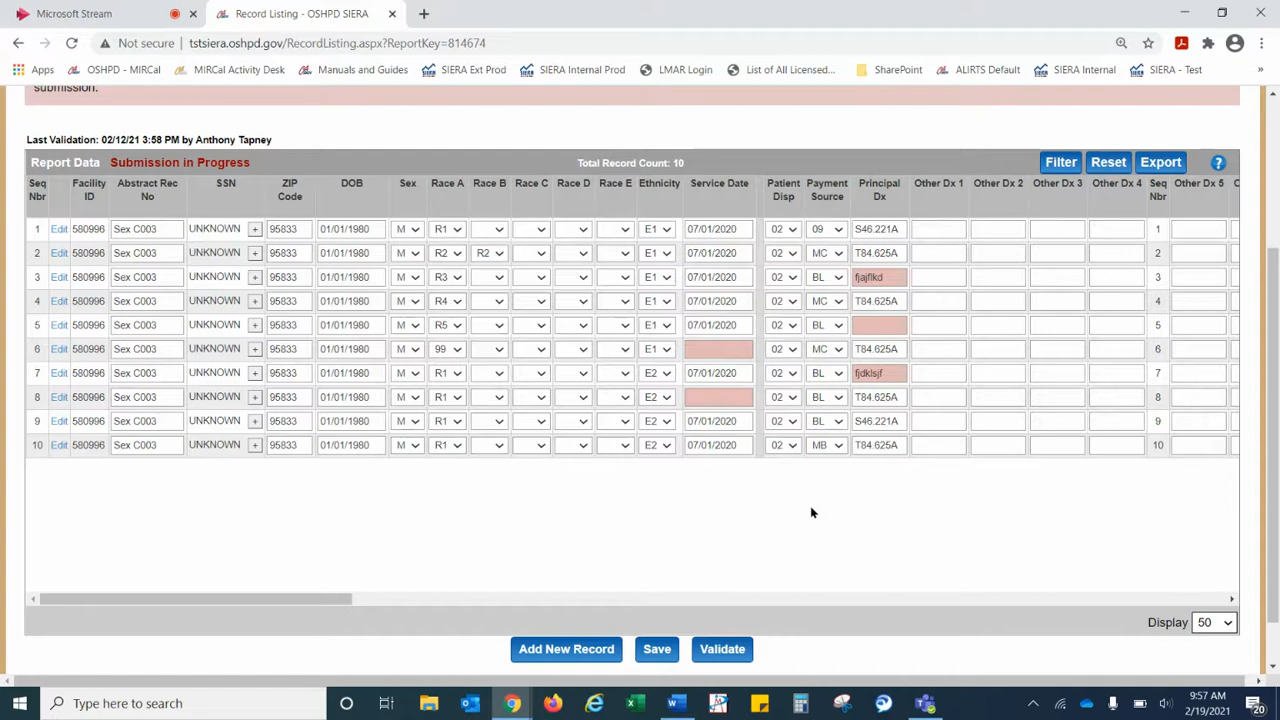 Microsoft Stream
Record Listing - OSHPD SIERA
Not secure | tstsiera.oshpd.gov/RecordListing.aspx?ReportKey=814674
Apps OSHPD - MIRCal MIRCal Activity Desk Manuals and Guides SIERA Ext Prod SIERA Internal Prod LMAR Login List of All Licensed... SharePoint ALIRTS Default SIERA Internal SIERA - Test »
submission.
Last Validation: 02/12/21 3:58 PM by Anthony Tapney
Report Data Submission in Progress Total Record Count: 10 Filter Reset Export ?
Seq Nbr Facility ID Abstract Rec No SSN ZIP Code DOB Sex Race A Race B Race C Race D Race E Ethnicity Service Date Patient Disp Payment Source Principal Dx Other Dx 1 Other Dx 2 Other Dx 3 Other Dx 4 Seq Nbr Other Dx 5
1 Edit 580996 Sex C003 UNKNOWN + 95833 01/01/1980 M R1 E1 07/01/2020 02 09 S46.221A 1
2 Edit 580996 Sex C003 UNKNOWN + 95833 01/01/1980 M R2 R2 E1 07/01/2020 02 MC T84.625A 2
3 Edit 580996 Sex C003 UNKNOWN + 95833 01/01/1980 M R3 E1 07/01/2020 02 BL fjajflkd 3
4 Edit 580996 Sex C003 UNKNOWN + 95833 01/01/1980 M R4 E1 07/01/2020 02 MC T84.625A 4
5 Edit 580996 Sex C003 UNKNOWN + 95833 01/01/1980 M R5 E1 07/01/2020 02 BL 5
6 Edit 580996 Sex C003 UNKNOWN + 95833 01/01/1980 M 99 E1 02 MC T84.625A 6
7 Edit 580996 Sex C003 UNKNOWN + 95833 01/01/1980 M R1 E2 07/01/2020 02 BL fjdklsjf 7
8 Edit 580996 Sex C003 UNKNOWN + 95833 01/01/1980 M R1 E2 02 BL T84.625A 8
9 Edit 580996 Sex C003 UNKNOWN + 95833 01/01/1980 M R1 E2 07/01/2020 02 BL S46.221A 9
10 Edit 580996 Sex C003 UNKNOWN + 95833 01/01/1980 M R1 E2 07/01/2020 02 MB T84.625A 10
Display 50
Add New Record Save Validate
Type here to search
9:57 AM
2/19/2021
20